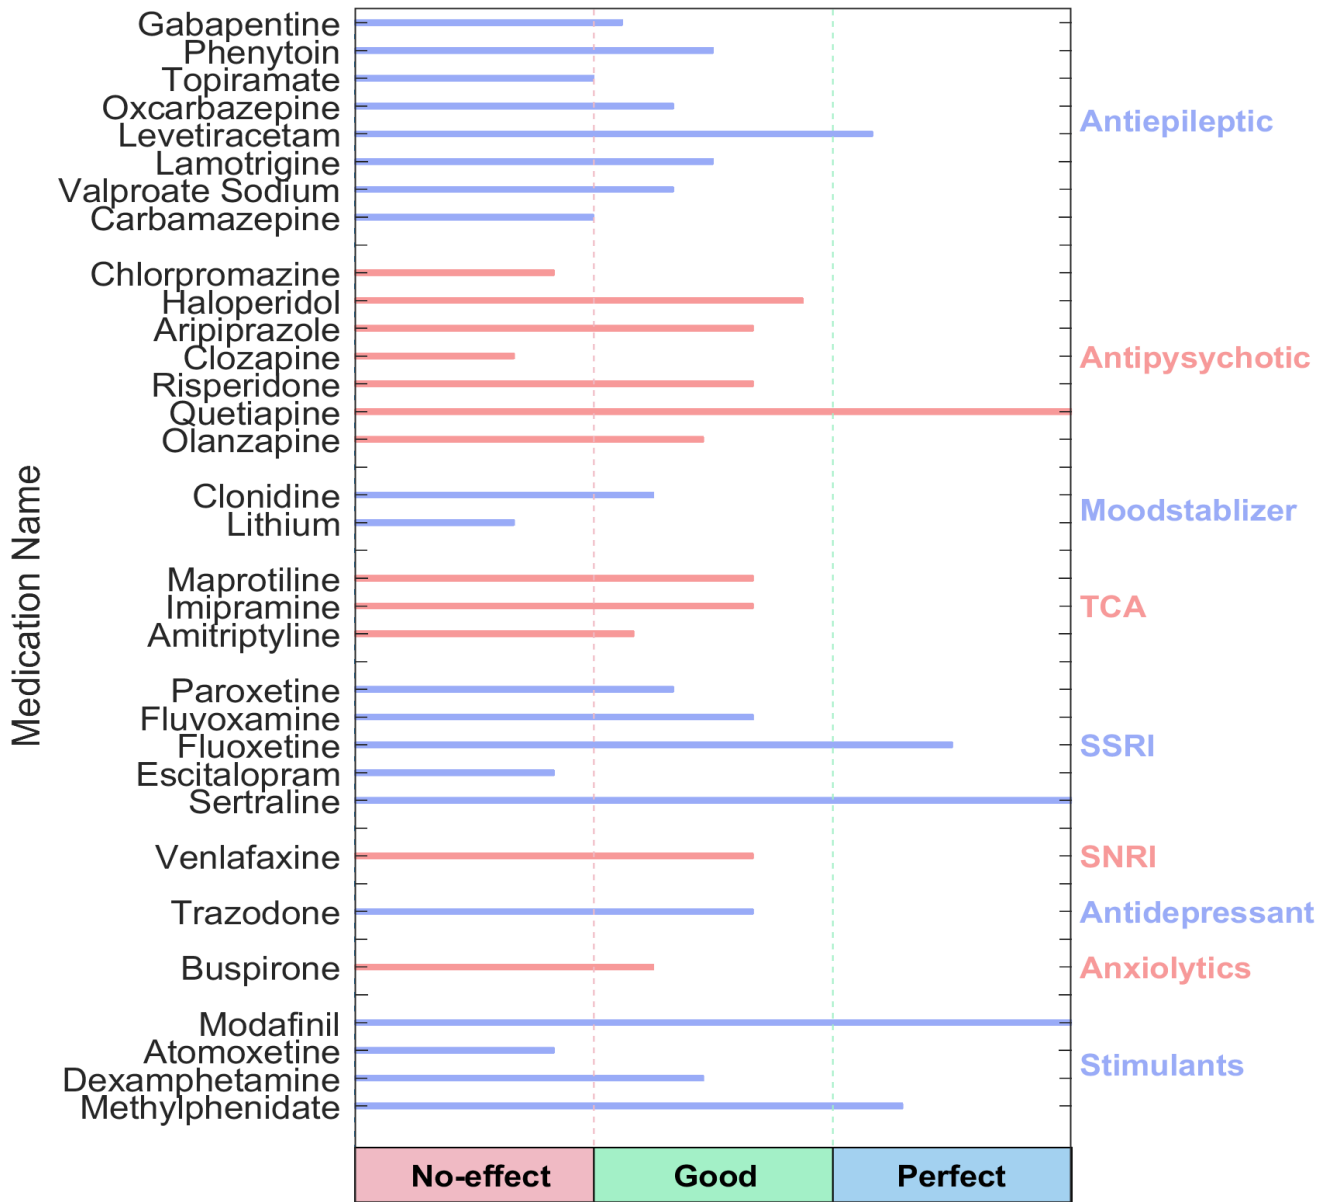 Gabapentine
Phenytoin
Topiramate
Oxcarbazepine
Levetiracetam
Antiepileptic
Lamotrigine
Valproate Sodium
Carbamazepine
Chlorpromazine
Haloperidol
Aripiprazole
Clozapine
Antipysychotic
Risperidone
Quetiapine
Olanzapine
Clonidine
Moodstablizer
Lithium
Maprotiline
Imipramine
TCA
Amitriptyline
Medication Name
Paroxetine
Fluvoxamine
Fluoxetine
SSRI
Escitalopram
Sertraline
Venlafaxine
SNRI
Trazodone
Antidepressant
Buspirone
Anxiolytics
Modafinil
Atomoxetine
Stimulants
Dexamphetamine
Methylphenidate
No-effect
Good
Perfect